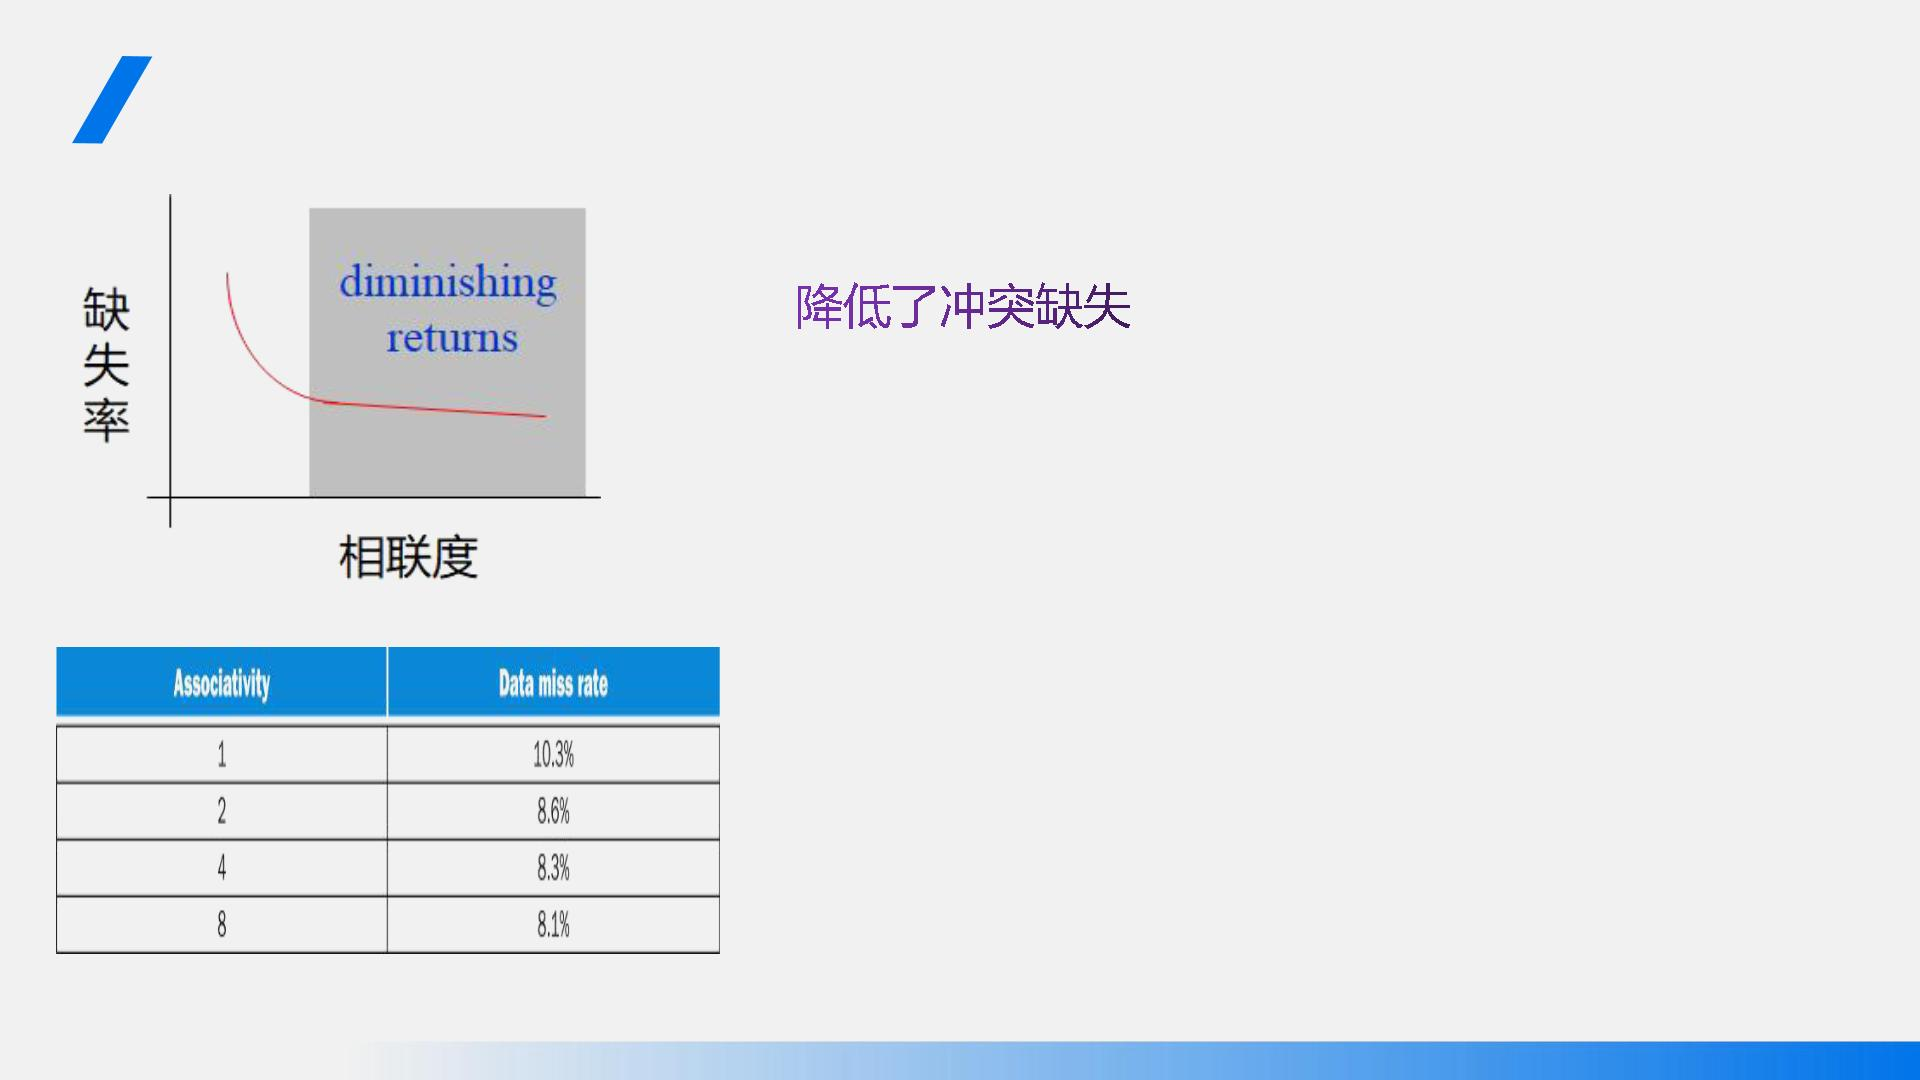 缺失率
diminishing
returns
相联度
降低了冲突缺失
Associativity Data miss rate
1 10.3%
2 8.6%
4 8.3%
8 8.1%